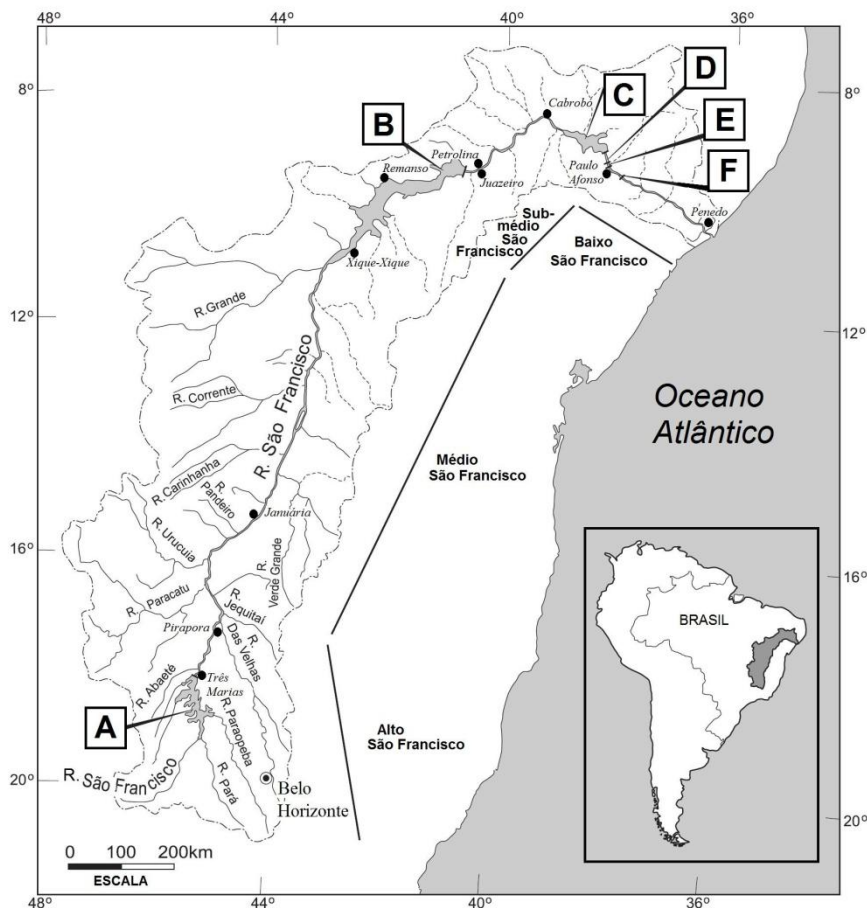 48º
44º
40º
36º
8º
8º
D
C
E
B
F
Cabrobó
Petrolina
Remanso
Juazeiro
Paulo
Afonso
Penedo
Sub-
médio
São
Francisco
Baixo
São Francisco
Xique-Xique
R.Grande
12º
12º
R. São Francisco
R. Corrente
Oceano
Atlântico
Médio
São Francisco
R. Carinhanha
R.
Pandeiro
Januária
R. Urucuia
R.
Verde Grande
16º
16º
R. Paracatu
R.
Jequitaí
R.
Das Velhas
Pirapora
BRASIL
R. Abaeté
Três
Marias
R.Paraopeba
A
Alto
São Francisco
R. São Francisco
R. Pará
Belo
Horizonte
20º
20º
0 100 200km
ESCALA
48º
44º
40º
36º